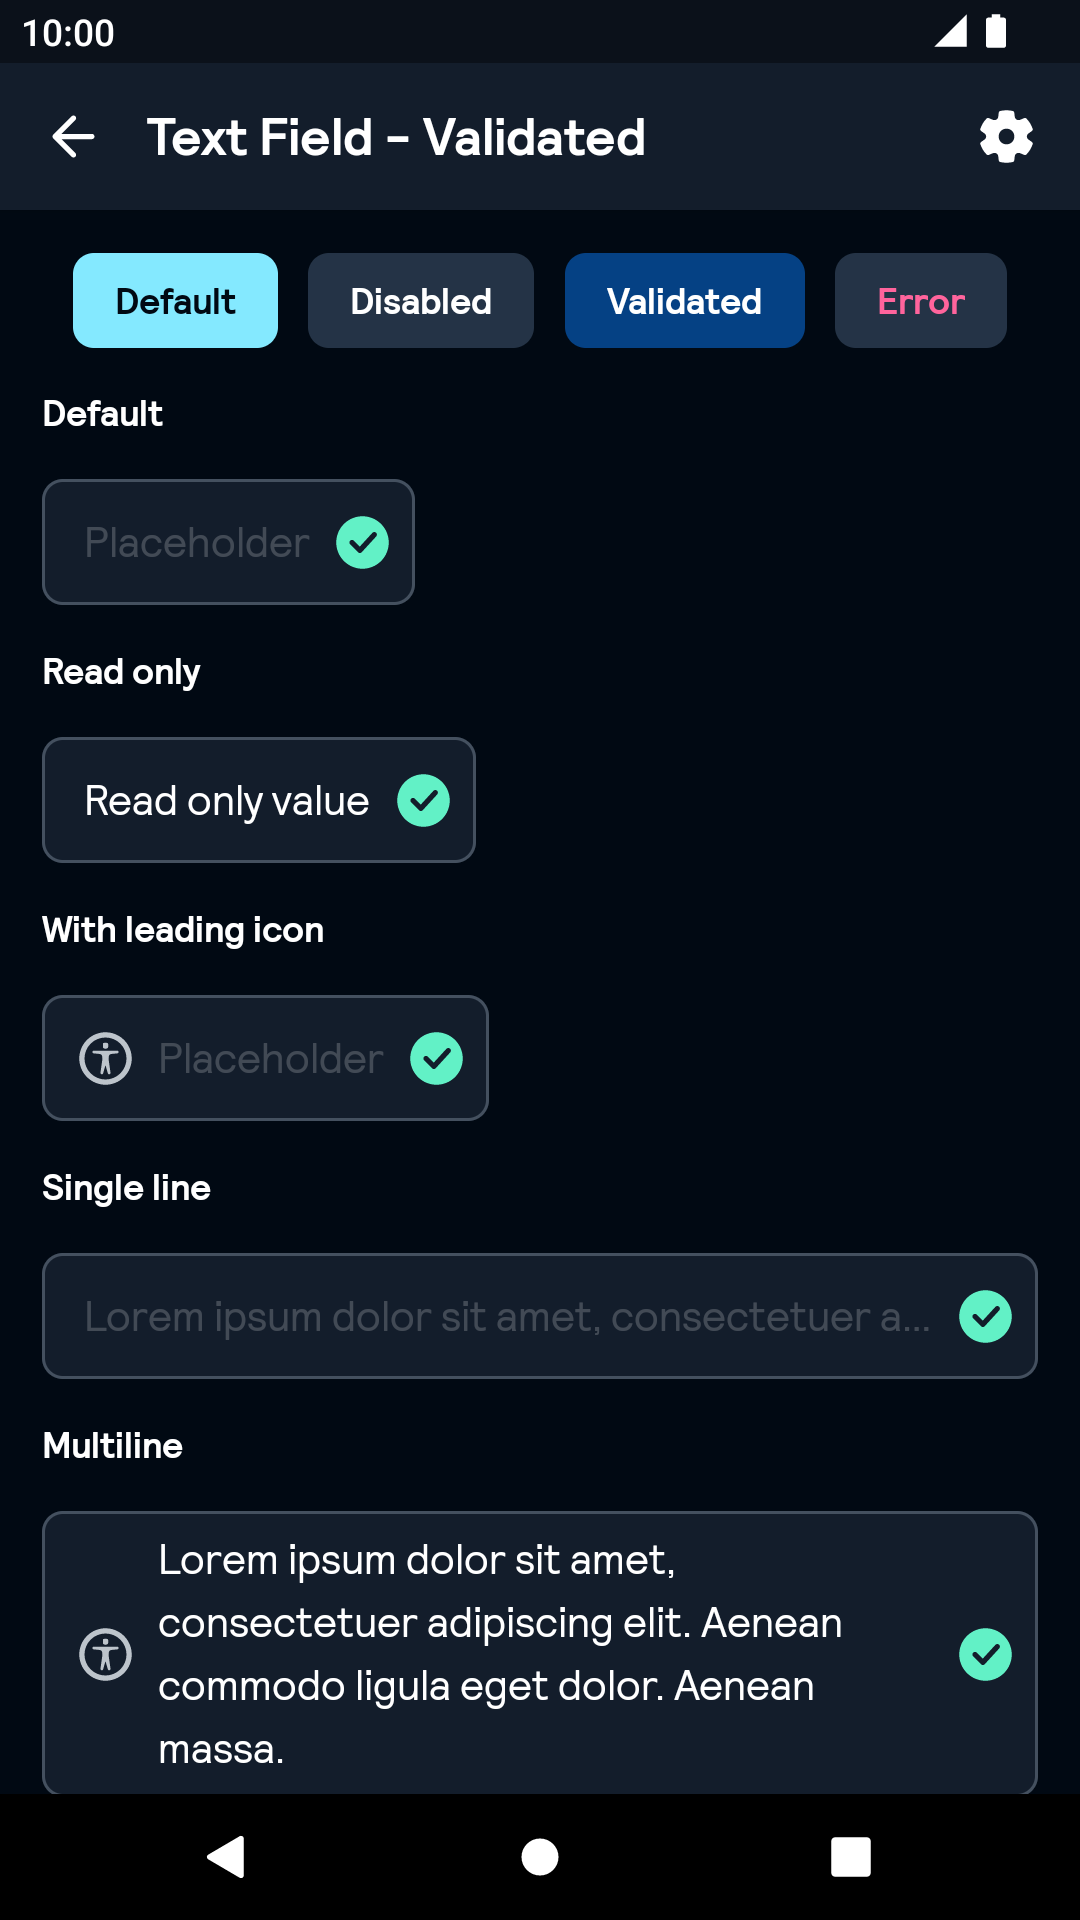 10:00
Text Field - Validated
Default
Disabled
Validated
Error
Default
Placeholder
Read only
Read only value
With leading icon
Placeholder
Single line
Lorem ipsum dolor sit amet, consectetuer a...
Multiline
Lorem ipsum dolor sit amet,
consectetuer adipiscing elit. Aenean
commodo ligula eget dolor. Aenean
massa.